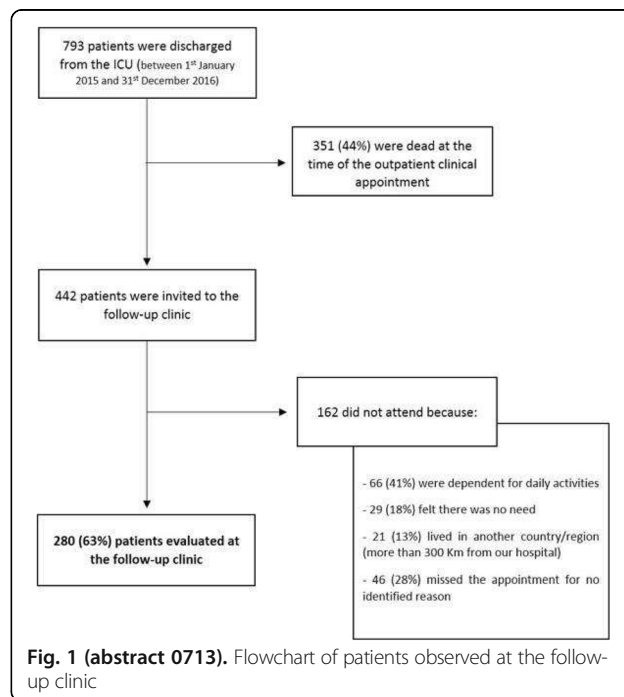 793 patients were discharged
from the ICU (between 1st January
2015 and 31st December 2016)
351 (44%) were dead at the
time of the outpatient clinical
appointment
442 patients were invited to the
follow-up clinic
162 did not attend because:
- 66 (41%) were dependent for daily activities
- 29 (18%) felt there was no need
- 21 (13%) lived in another country/region
(more than 300 Km from our hospital)
- 46 (28%) missed the appointment for no
identified reason
280 (63%) patients evaluated at
the follow-up clinic
Fig. 1 (abstract 0713). Flowchart of patients observed at the follow-
up clinic